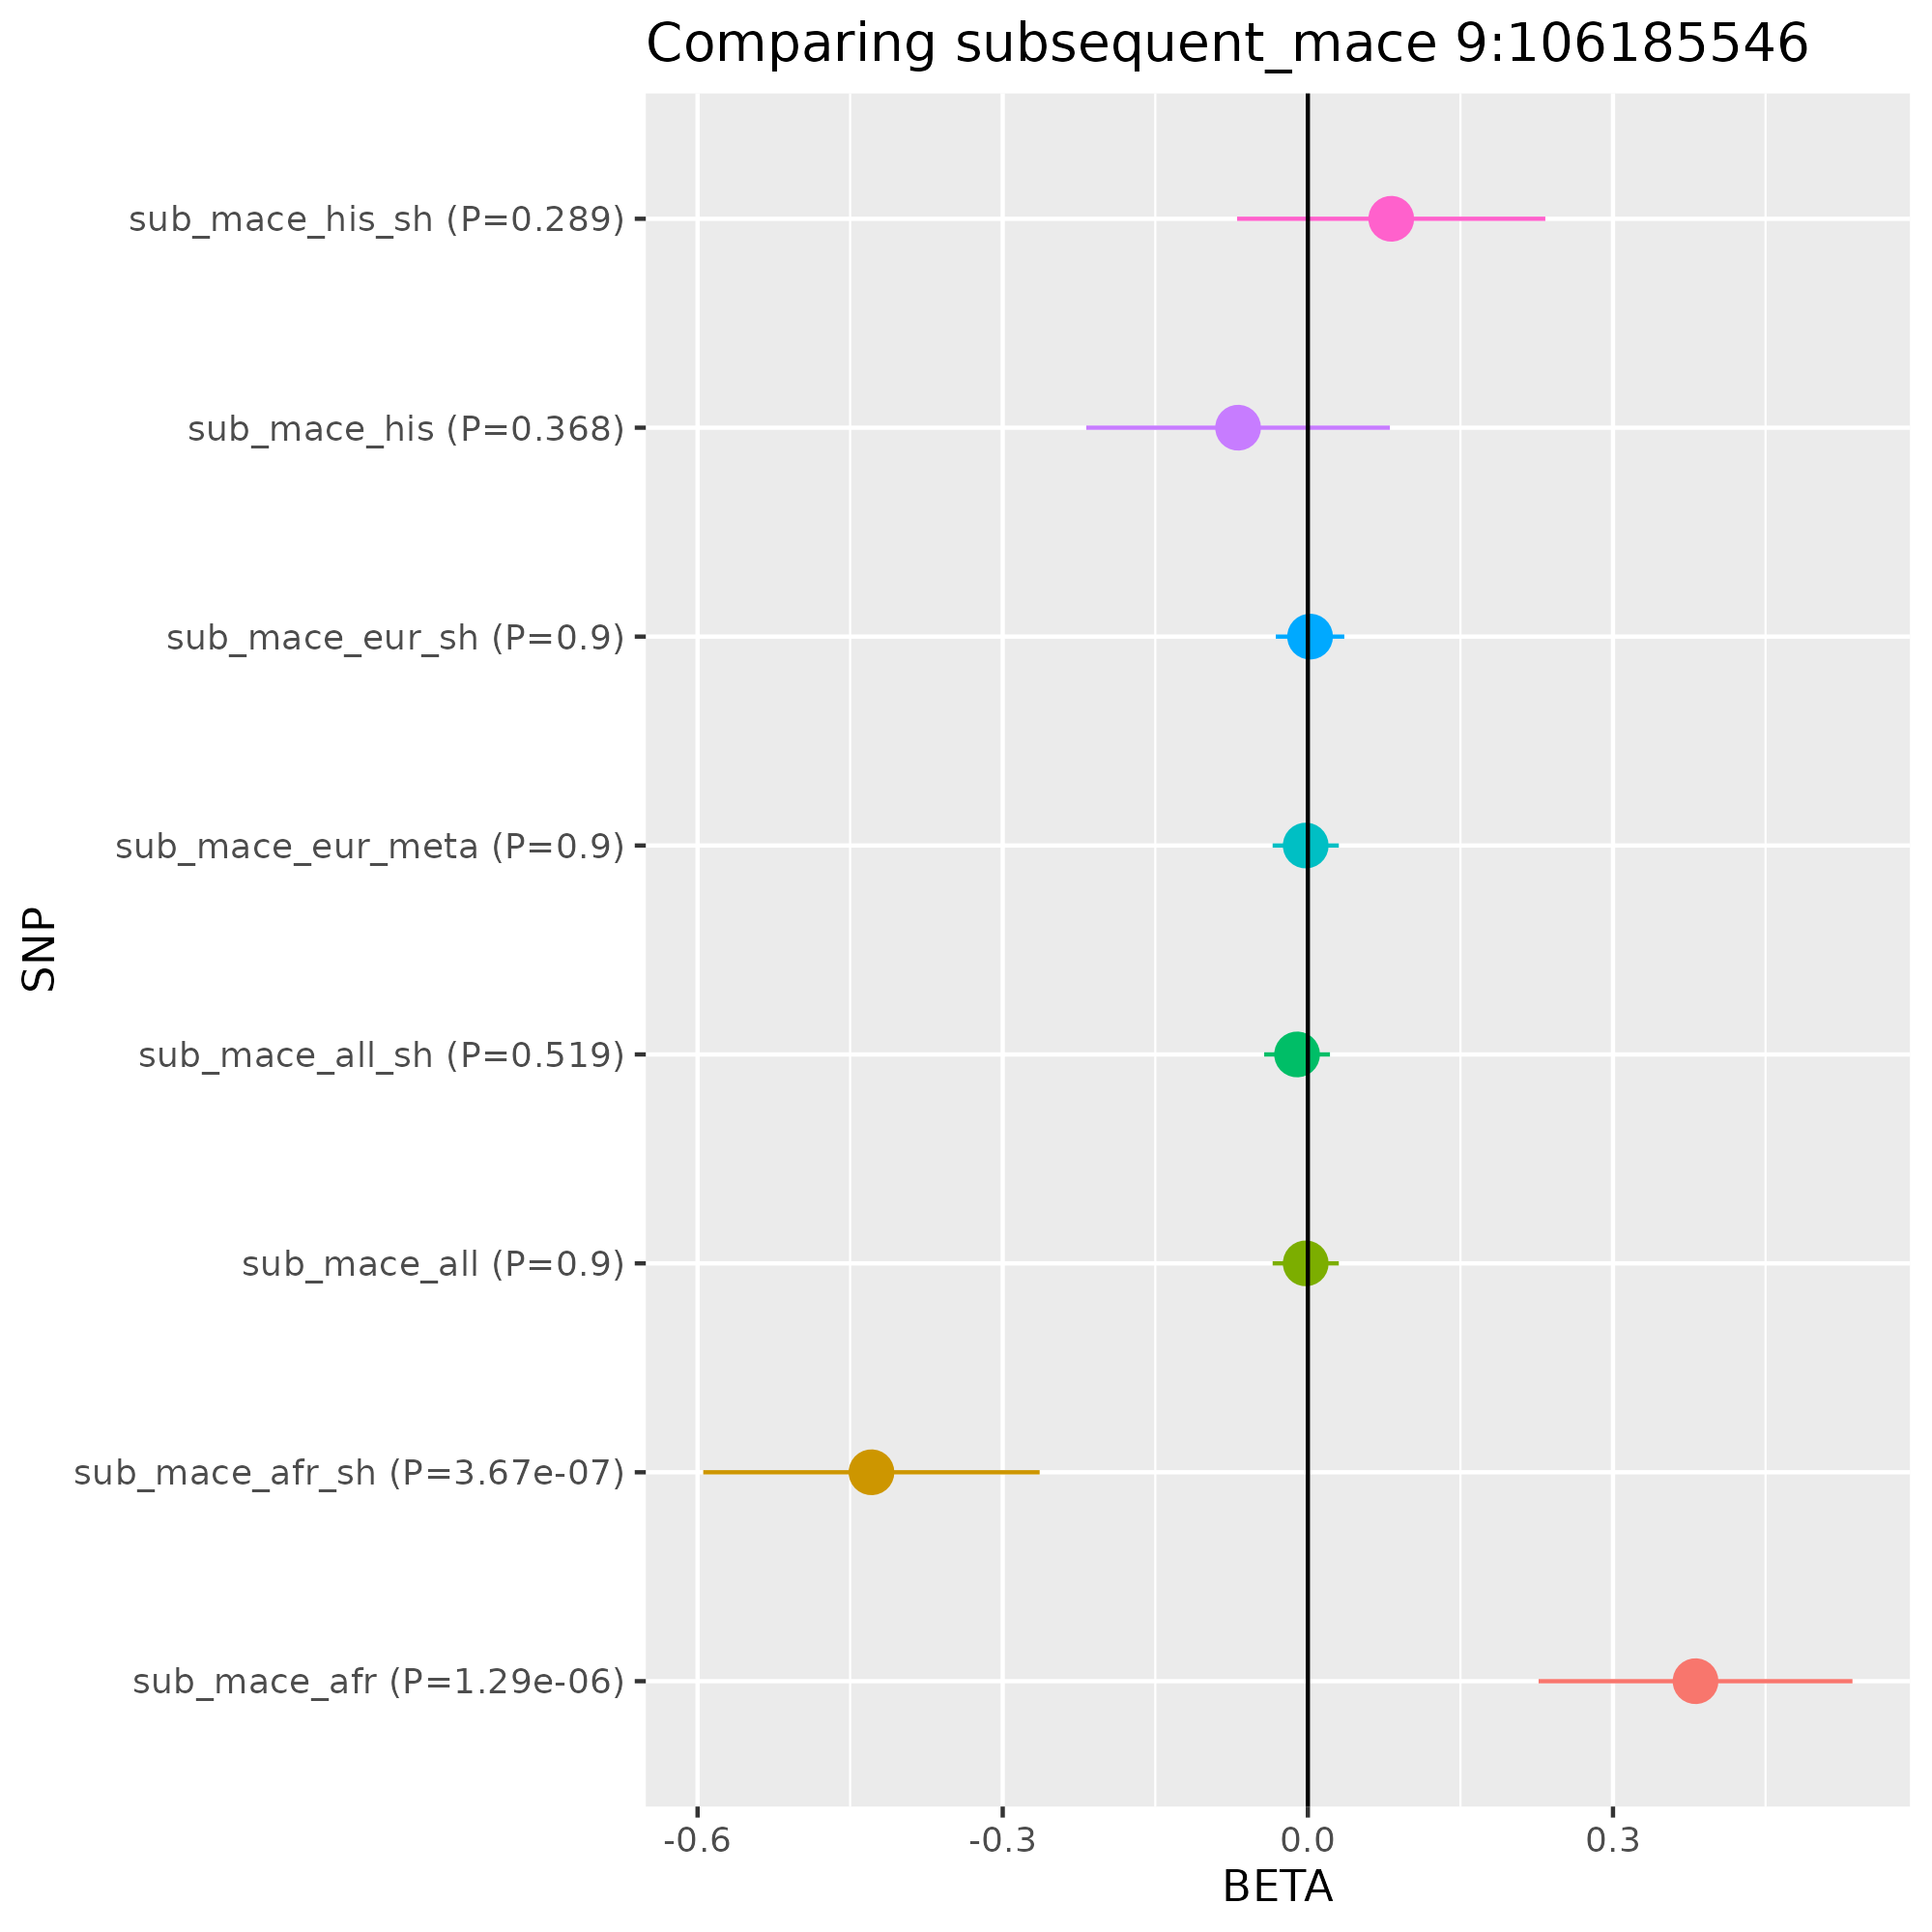 Comparing subsequent_mace 9:106185546
sub_mace_his_sh (P=0.289)
sub_mace_his (P=0.368)
sub_mace_eur_sh (P=0.9)
sub_mace_eur_meta (P=0.9)
SNP
sub_mace_all_sh (P=0.519)
sub_mace_all (P=0.9)
sub_mace_afr_sh (P=3.67e-07)
sub_mace_afr (P=1.29e-06)
-0.6 -0.3 0.0 0.3
BETA